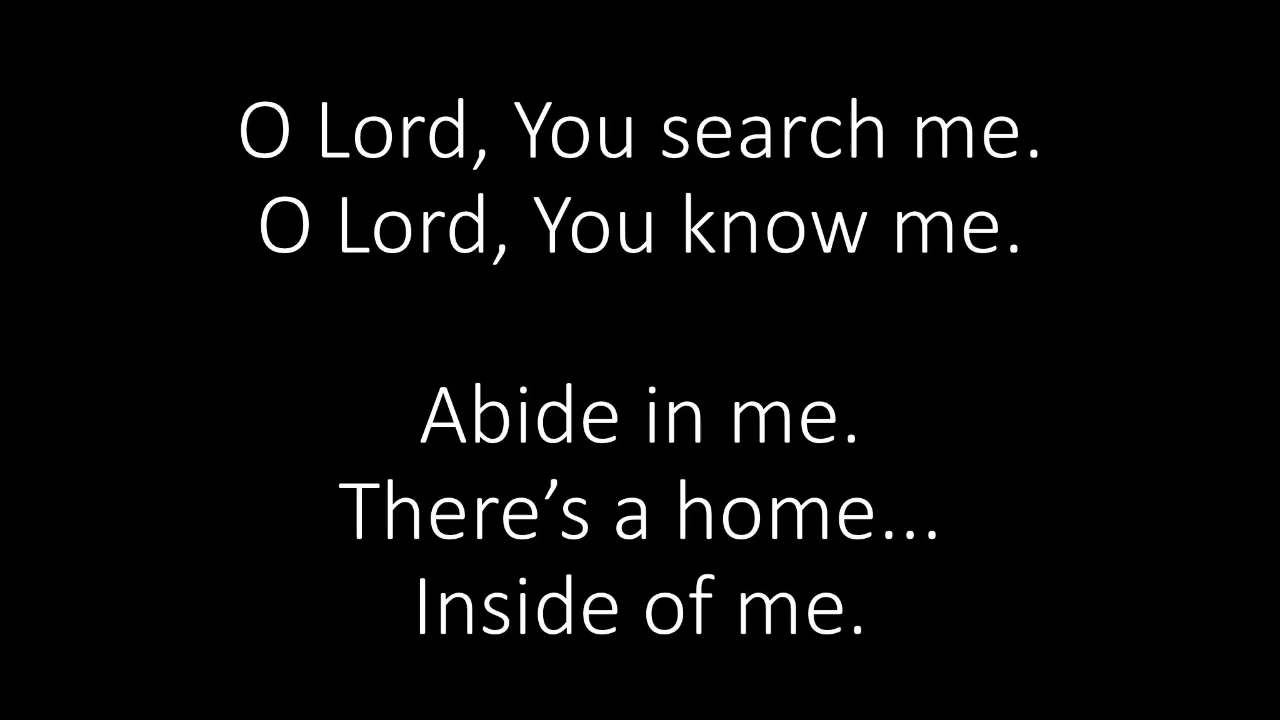 O Lord, You search me.
O Lord, You know me.
Abide in me.
There’s a home...
Inside of me.